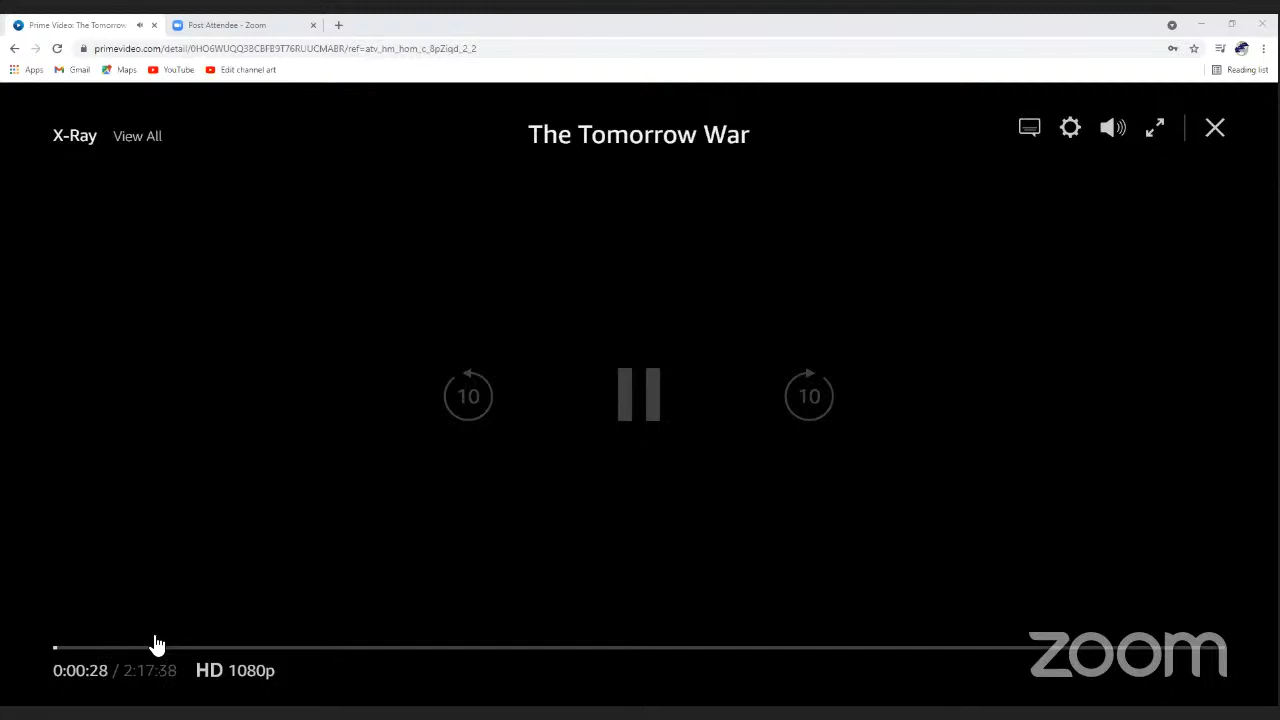 Prime Video: The Tomorrow
Post Attendee - Zoom
primevideo.com/detail/0HO6WUQQ3BCBFB9T76RUUCMABR/ref=atv_hm_hom_c_8pZiqd_2_2
Apps Gmail Maps YouTube Edit channel art Reading list
X-Ray View All
The Tomorrow War
10
10
0:00:28 / 2:17:38 HD 1080p
zoom